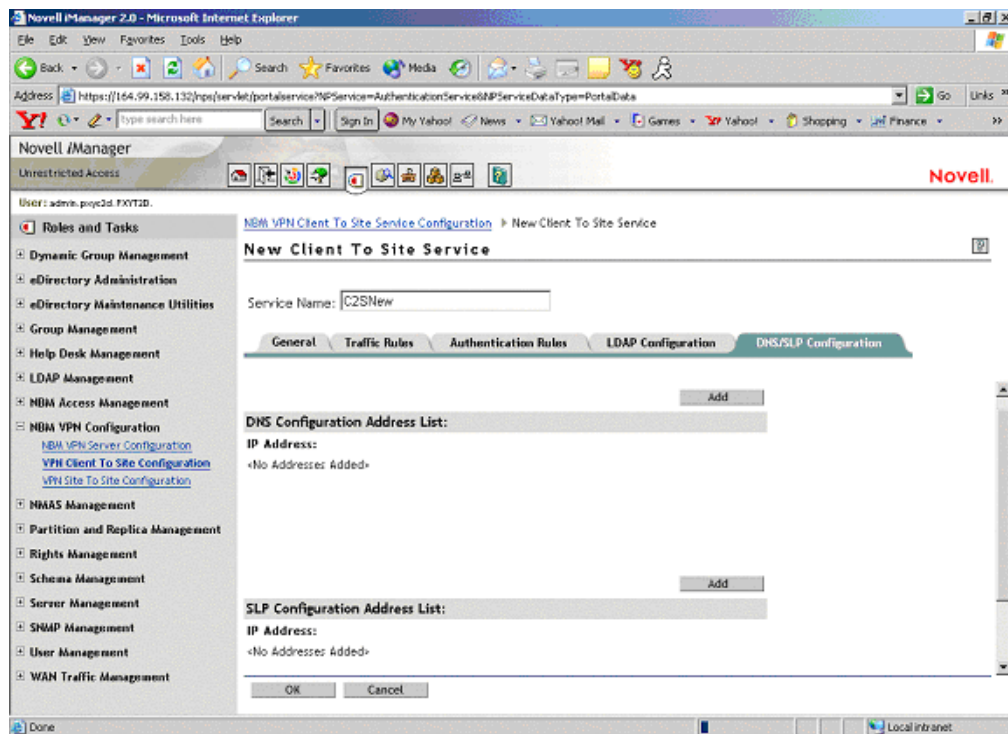 Novell iManager 2.0 - Microsoft Internet Explorer
File Edit View Favorites Tools Help
Back Search Favorites Media
Address https://164.99.158.132/nps/servlet/portalservice?NPService=AuthenticationService&NPServiceDataType=PortalData Go Links
Y! type search here Search Sign In My Yahoo! News Yahoo! Mail Games Yahoo! Shopping Finance
Novell iManager
Unrestricted Access
Novell.
User: admin.pxyc2d.PXYT2D.
Roles and Tasks
Dynamic Group Management
eDirectory Administration
eDirectory Maintenance Utilities
Group Management
Help Desk Management
LDAP Management
NBM Access Management
NBM VPN Configuration
NBM VPN Server Configuration
VPN Client To Site Configuration
VPN Site To Site Configuration
NMAS Management
Partition and Replica Management
Rights Management
Schema Management
Server Management
SNMP Management
User Management
WAN Traffic Management
NBM VPN Client To Site Service Configuration New Client To Site Service
New Client To Site Service
Service Name: C2SNew
General Traffic Rules Authentication Rules LDAP Configuration DNS/SLP Configuration
Add
DNS Configuration Address List:
IP Address:
<No Addresses Added>
Add
SLP Configuration Address List:
IP Address:
<No Addresses Added>
OK Cancel
Done Local intranet